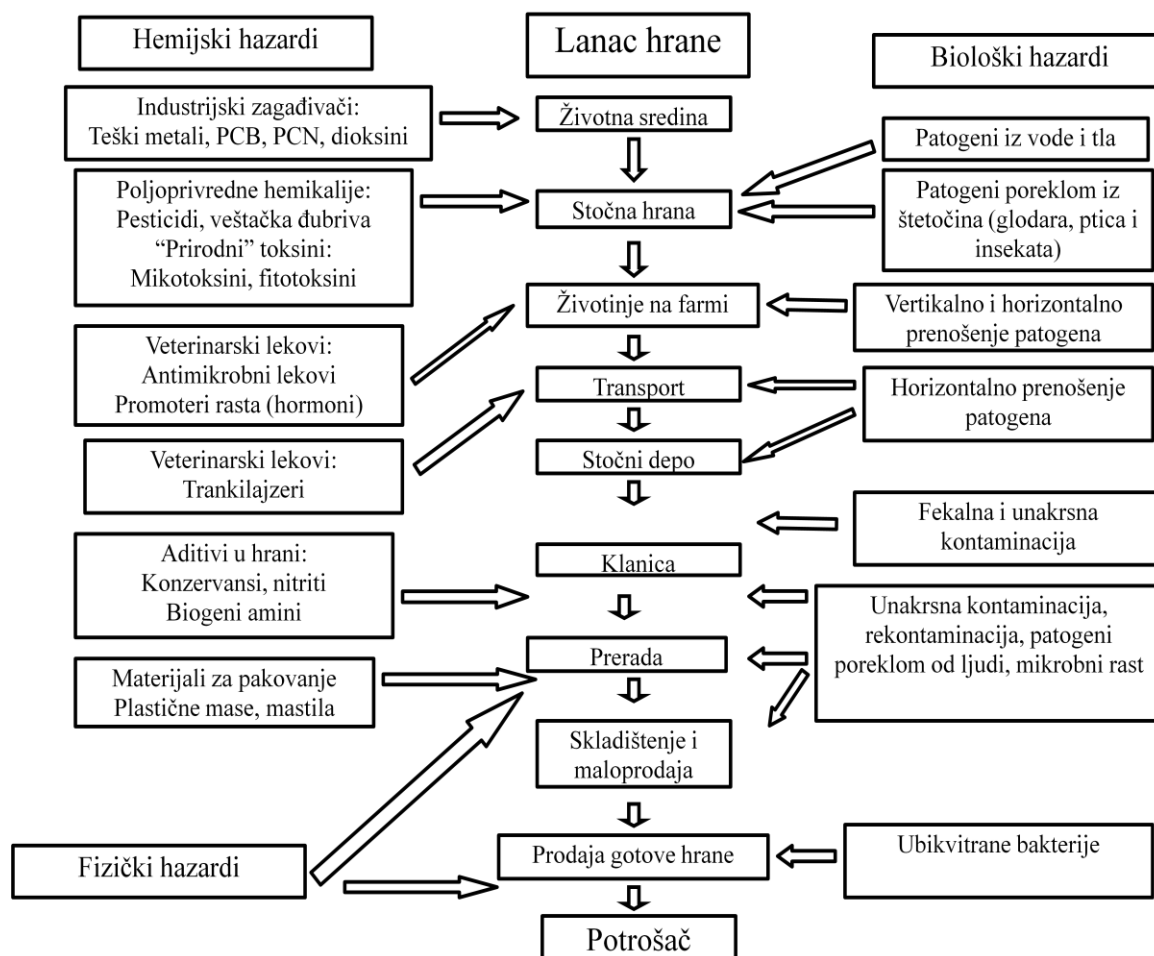 Hemijski hazardi
Industrijski zagađivači:
Teški metali, PCB, PCN, dioksini
Poljoprivredne hemikalije:
Pesticidi, veštačka đubriva
“Prirodni” toksini:
Mikotoksini, fitotoksini
Veterinarski lekovi:
Antimikrobni lekovi
Promoteri rasta (hormoni)
Veterinarski lekovi:
Trankilajzeri
Aditivi u hrani:
Konzervansi, nitriti
Biogeni amini
Materijali za pakovanje
Plastične mase, mastila
Fizički hazardi
Lanac hrane
Životna sredina
Stočna hrana
Životinje na farmi
Transport
Stočni depo
Klanica
Prerada
Skladištenje i
maloprodaja
Prodaja gotove hrane
Potrošač
Biološki hazardi
Patogeni iz vode i tla
Patogeni poreklom iz
štetočina (glodara, ptica i
insekata)
Vertikalno i horizontalno
prenošenje patogena
Horizontalno prenošenje
patogena
Fekalna i unakrsna
kontaminacija
Unakrsna kontaminacija,
rekontaminacija, patogeni
poreklom od ljudi, mikrobni rast
Ubikvitrane bakterije